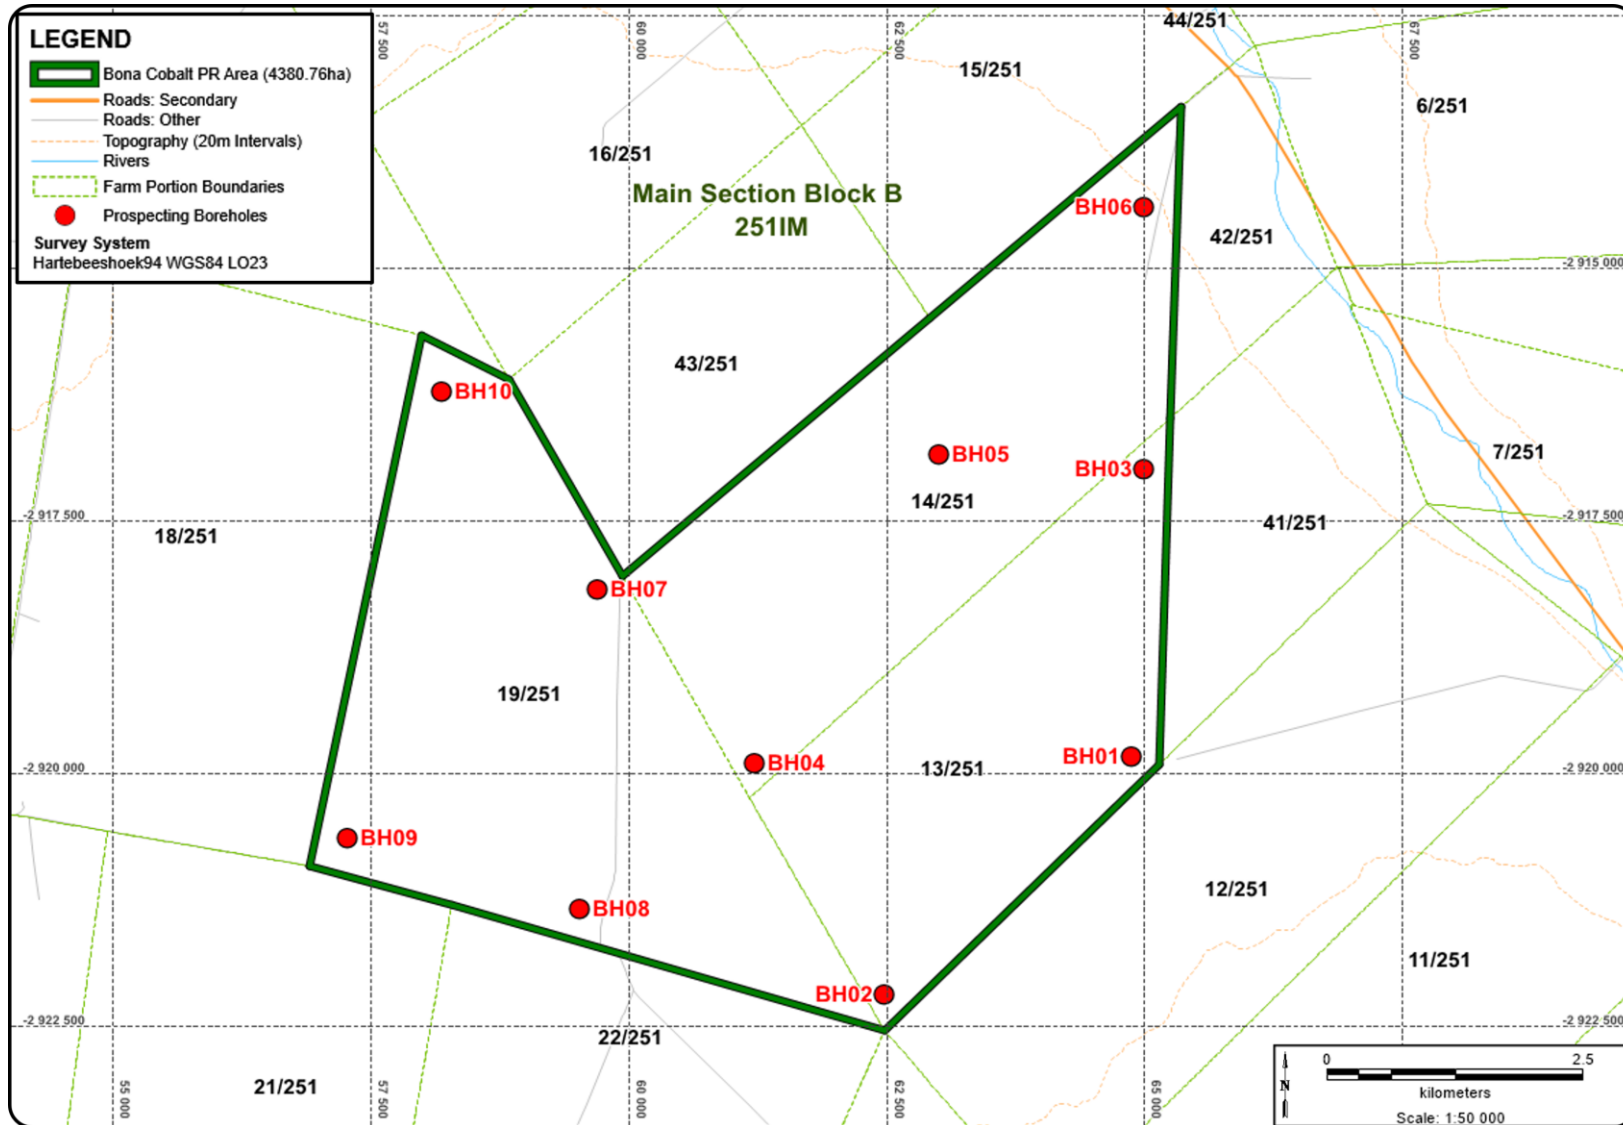 LEGEND
Bona Cobalt PR Area (4380.76ha)
Roads: Secondary
Roads: Other
Topography (20m Intervals)
Rivers
Farm Portion Boundaries
Prospecting Boreholes
Survey System
Hartebeeshoek94 WGS84 LO23
57 500
60 000
62 500
67 500
44/251
15/251
6/251
16/251
Main Section Block B
251IM
BH06
42/251
-2 915 000
43/251
BH10
BH05
BH03
7/251
14/251
-2 917 500
41/251
-2 917 500
18/251
BH07
19/251
BH04
13/251
BH01
-2 920 000
-2 920 000
BH09
12/251
BH08
11/251
BH02
-2 922 500
22/251
-2 922 500
21/251
55 000
57 500
60 000
62 500
65 000
N
0 2.5
kilometers
Scale: 1:50 000